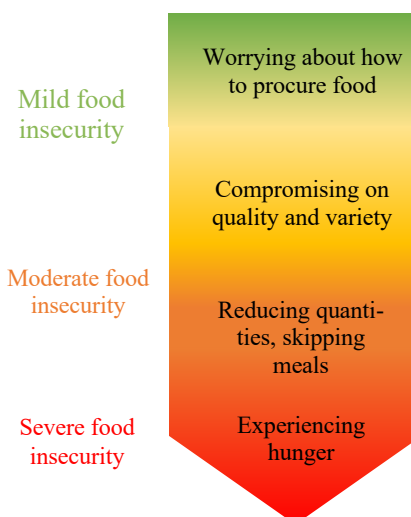 Mild food
insecurity
Worrying about how
to procure food
Compromising on
quality and variety
Moderate food
insecurity
Reducing quanti-
ties, skipping
meals
Severe food
insecurity
Experiencing
hunger